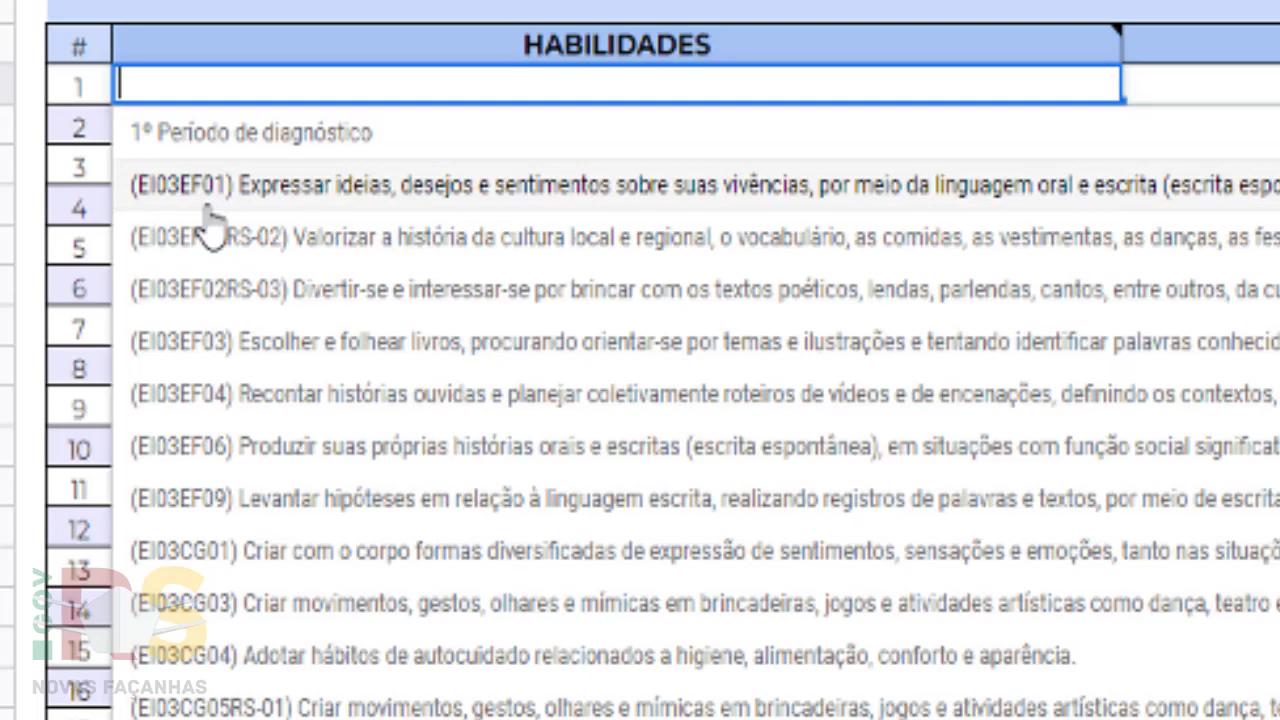 # HABILIDADES
1
2 1º Período de diagnóstico
3 (EI03EF01) Expressar ideias, desejos e sentimentos sobre suas vivências, por meio da linguagem oral e escrita (escrita
4
5 RS-02) Valorizar a história da cultura local e regional, o vocabulário, as comidas, as vestimentas, as danças, as
6 (EI03EF02RS-03) Divertir-se e interessar-se por brincar com os textos poéticos, lendas, parlendas, cantos, entre outros, da
7 (EI03EF03) Escolher e folhear livros, procurando orientar-se por temas e ilustrações e tentando identificar palavras
8
9 (EI03EF04) Recontar histórias ouvidas e planejar coletivamente roteiros de vídeos e de encenações, definindo os contextos,
10 (EI03EF06) Produzir suas próprias histórias orais e escritas (escrita espontânea), em situações com função social
11 (EI03EF09) Levantar hipóteses em relação à linguagem escrita, realizando registros de palavras e textos, por meio de
12
13 (EI03CG01) Criar com o corpo formas diversificadas de expressão de sentimentos, sensações e emoções, tanto nas
14 (EI03CG03) Criar movimentos, gestos, olhares e mímicas em brincadeiras, jogos e atividades artísticas como dança, teatro
15 (EI03CG04) Adotar hábitos de autocuidado relacionados a higiene, alimentação, conforto e aparência.
16 (EI03CG05RS-01) Criar movimentos, gestos, olhares e mímicas em brincadeiras, jogos e atividades artísticas como dança,
GOV
RS
NOVAS FAÇANHAS